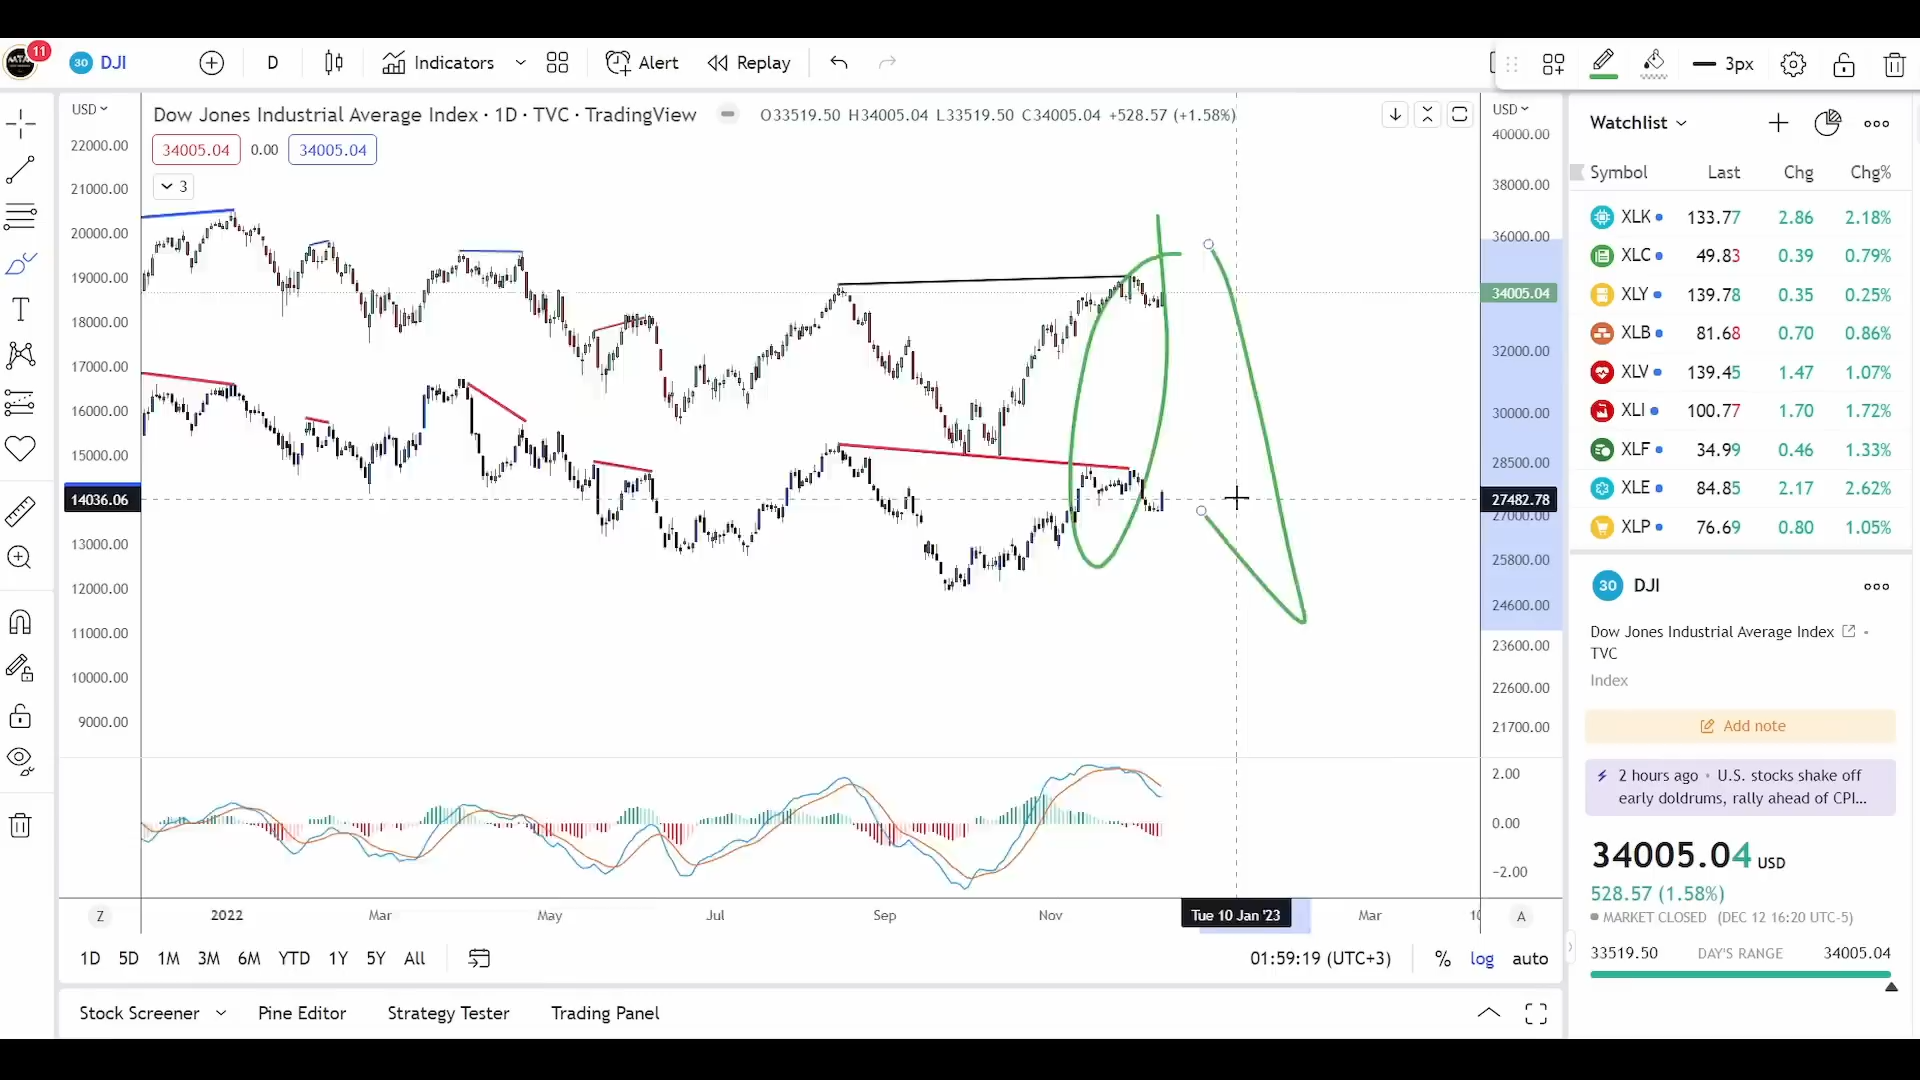 11
30 DJI
D
Indicators
Alert
Replay
3px
USD
Dow Jones Industrial Average Index · 1D · TVC · TradingView
O33519.50 H34005.04 L33519.50 C34005.04 +528.57 (+1.58%)
34005.04 0.00 34005.04
3
22000.00
21000.00
20000.00
19000.00
18000.00
17000.00
16000.00
15000.00
14036.06
13000.00
12000.00
11000.00
10000.00
9000.00
USD
40000.00
38000.00
36000.00
34005.04
32000.00
30000.00
28500.00
27482.78
27000.00
25800.00
24600.00
23600.00
22600.00
21700.00
2.00
0.00
−2.00
Z 2022 Mar May Jul Sep Nov Tue 10 Jan '23 Mar A
1D 5D 1M 3M 6M YTD 1Y 5Y All
01:59:19 (UTC+3) % log auto
Stock Screener Pine Editor Strategy Tester Trading Panel
Watchlist
Symbol Last Chg Chg%
XLK 133.77 2.86 2.18%
XLC 49.83 0.39 0.79%
XLY 139.78 0.35 0.25%
XLB 81.68 0.70 0.86%
XLV 139.45 1.47 1.07%
XLI 100.77 1.70 1.72%
XLF 34.99 0.46 1.33%
XLE 84.85 2.17 2.62%
XLP 76.69 0.80 1.05%
30 DJI
Dow Jones Industrial Average Index •
TVC
Index
Add note
2 hours ago • U.S. stocks shake off
early doldrums, rally ahead of CPI...
34005.04 USD
528.57 (1.58%)
MARKET CLOSED (DEC 12 16:20 UTC-5)
33519.50 DAY'S RANGE 34005.04